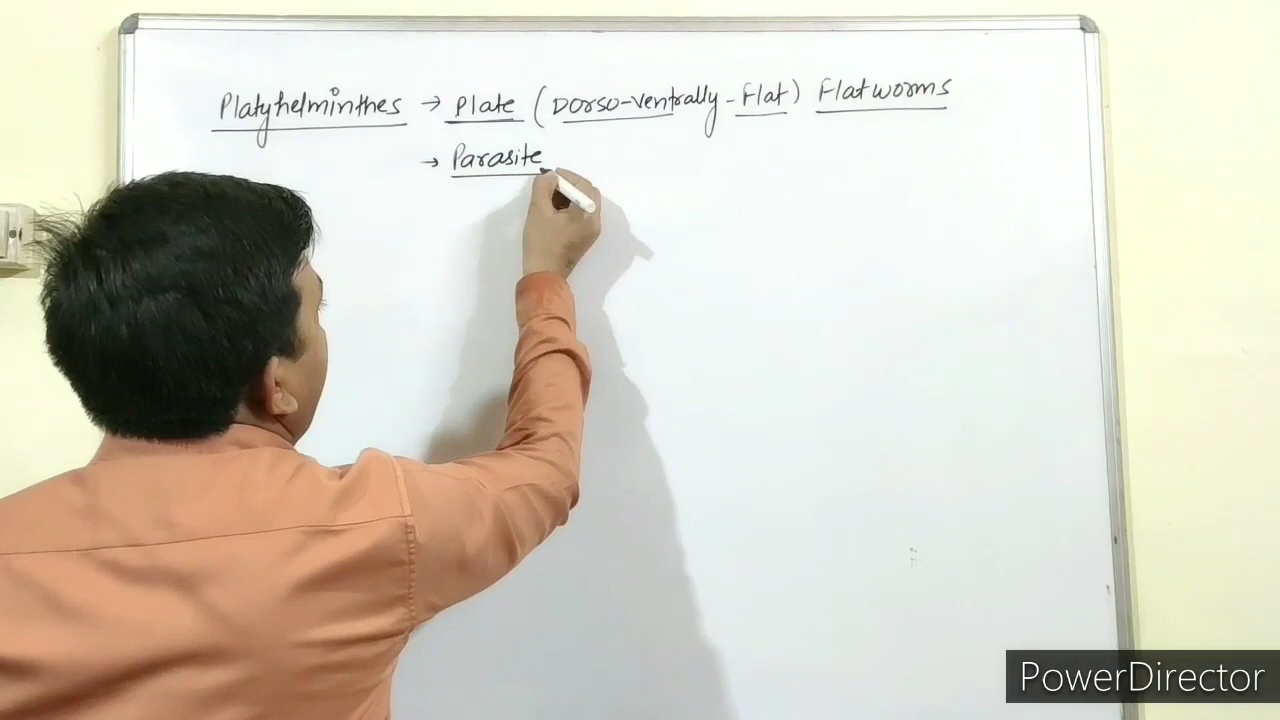 Platyhelminthes → Plate (Dorso-ventrally-Flat) Flatworms
→ Parasite
PowerDirector